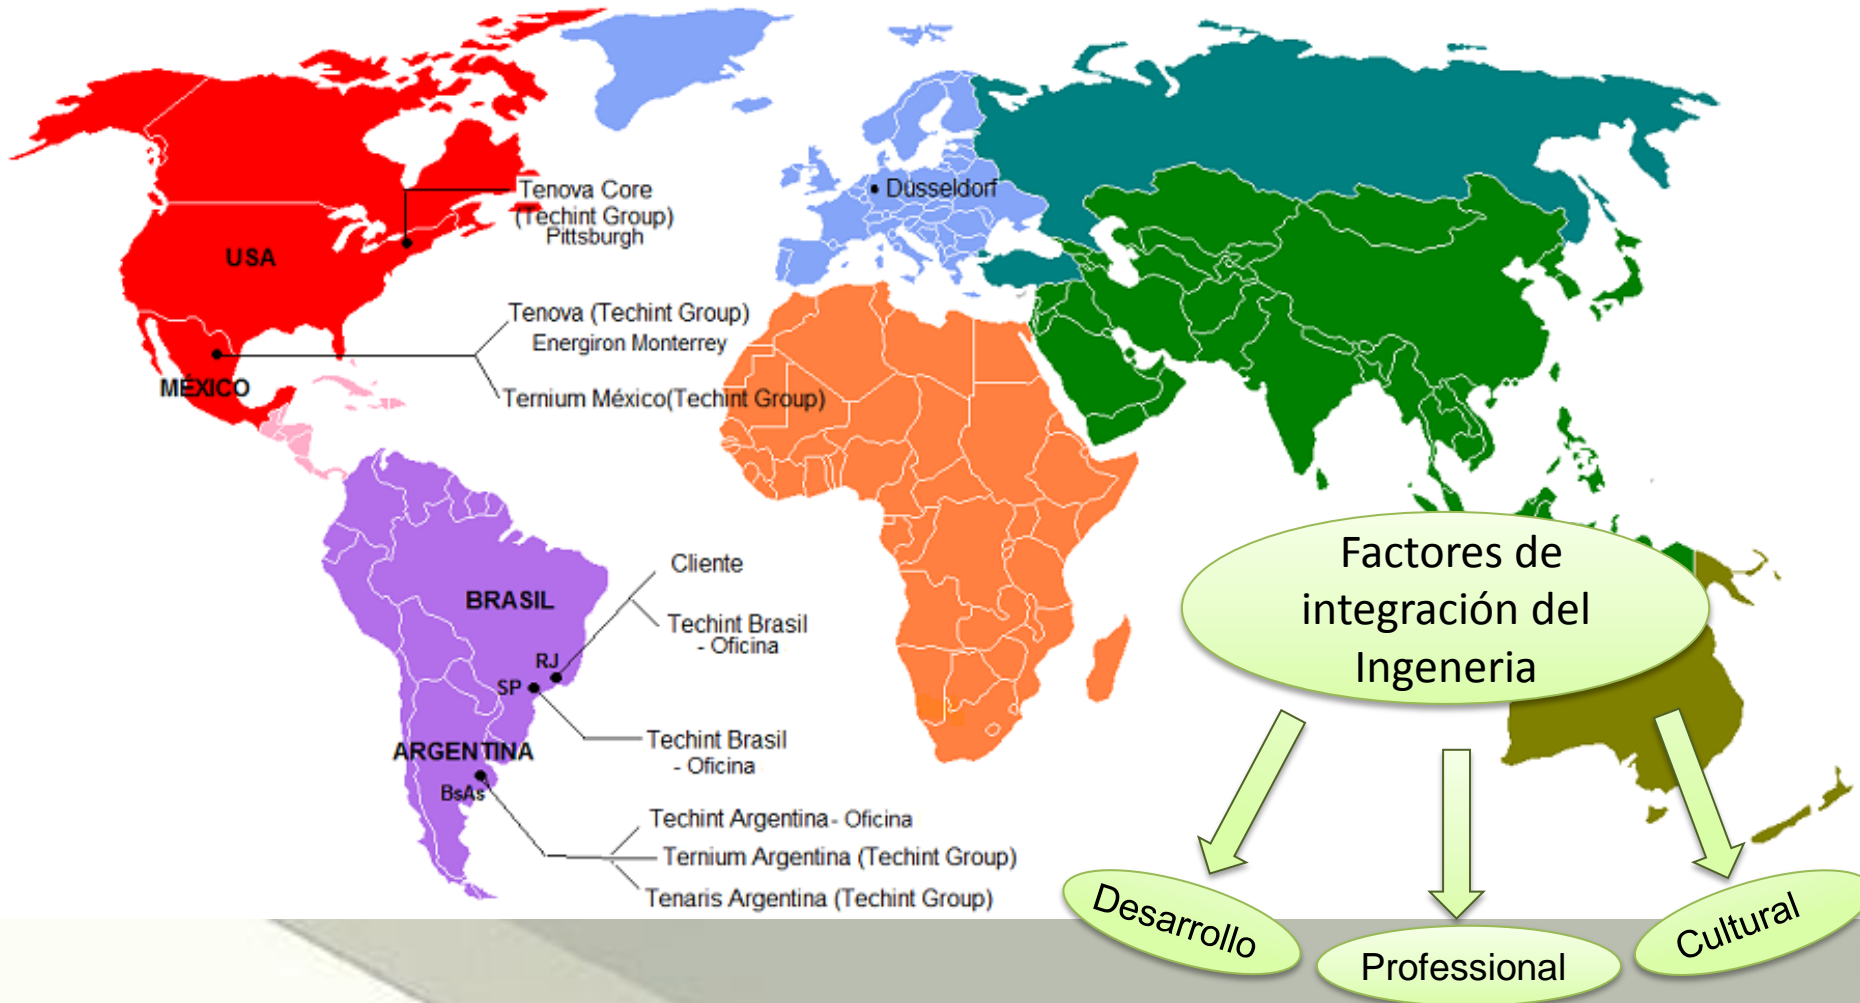 Tenova Core
(Techint Group)
Pittsburgh
USA
Düsseldorf
Tenova (Techint Group)
Energiron Monterrey
MÉXICO
Ternium México(Techint Group)
Cliente
BRASIL
Techint Brasil
- Oficina
RJ
SP
Techint Brasil
- Oficina
ARGENTINA
BsAs
Techint Argentina- Oficina
Ternium Argentina (Techint Group)
Tenaris Argentina (Techint Group)
Factores de
integración del
Ingeneria
Desarrollo
Professional
Cultural